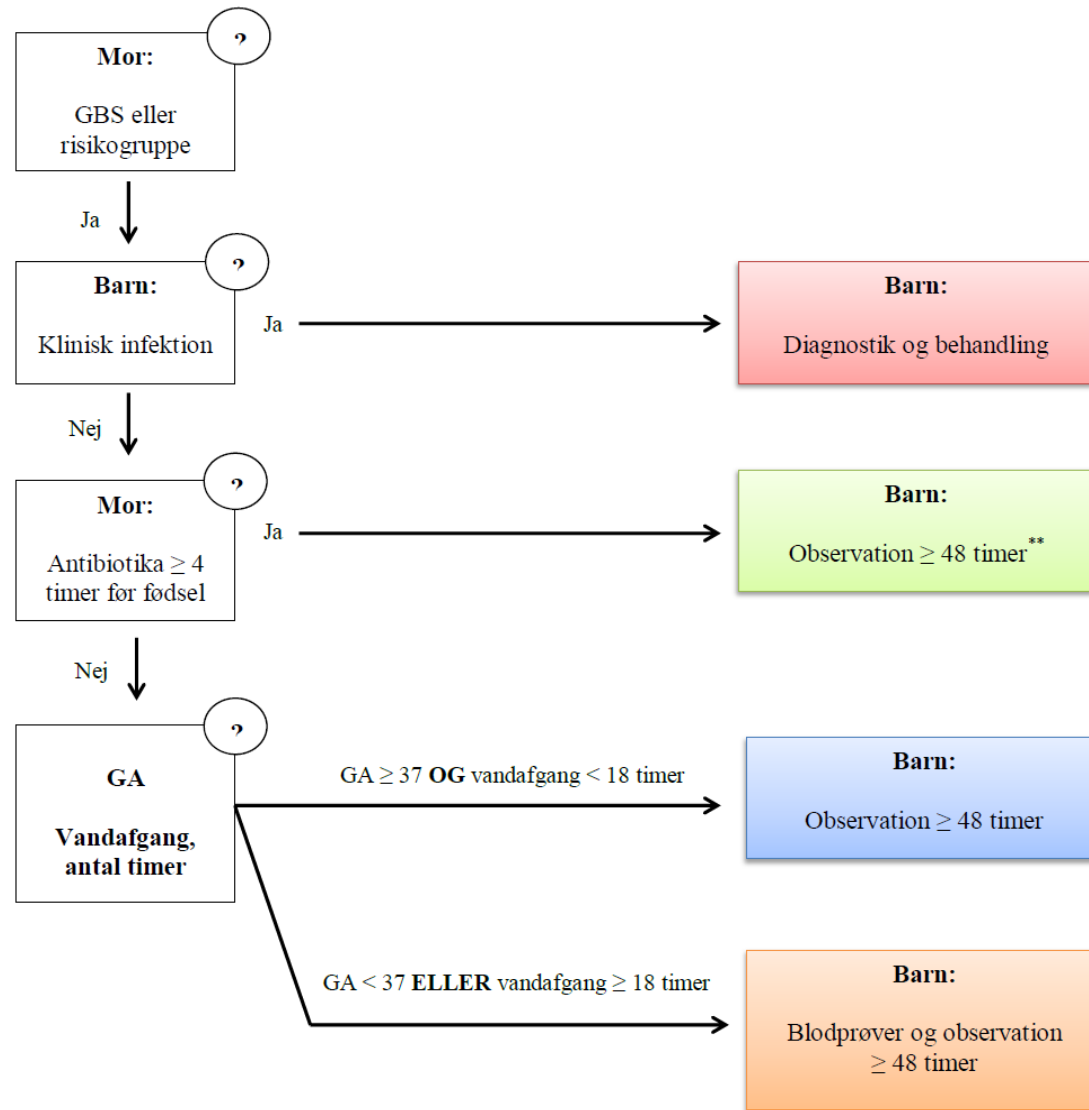 ?
Mor:
GBS eller
risikogruppe
Ja
?
Barn:
Klinisk infektion
Ja
Barn:
Diagnostik og behandling
Nej
?
Mor:
Antibiotika ≥ 4
timer før fødsel
Ja
Barn:
Observation ≥ 48 timer**
Nej
?
GA
Vandafgang,
antal timer
GA ≥ 37 OG vandafgang < 18 timer
Barn:
Observation ≥ 48 timer
GA < 37 ELLER vandafgang ≥ 18 timer
Barn:
Blodprøver og observation
≥ 48 timer